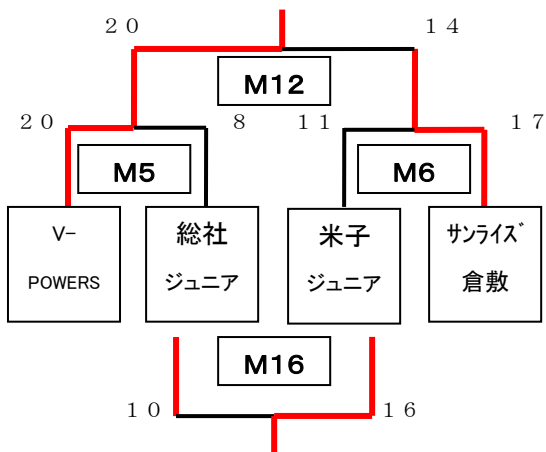 ２０ １４
M12
２０ ８ １１ １７
M5 M6
V- 総社 米子 サンライズ
POWERS ジュニア ジュニア 倉敷
M16
１０ １６